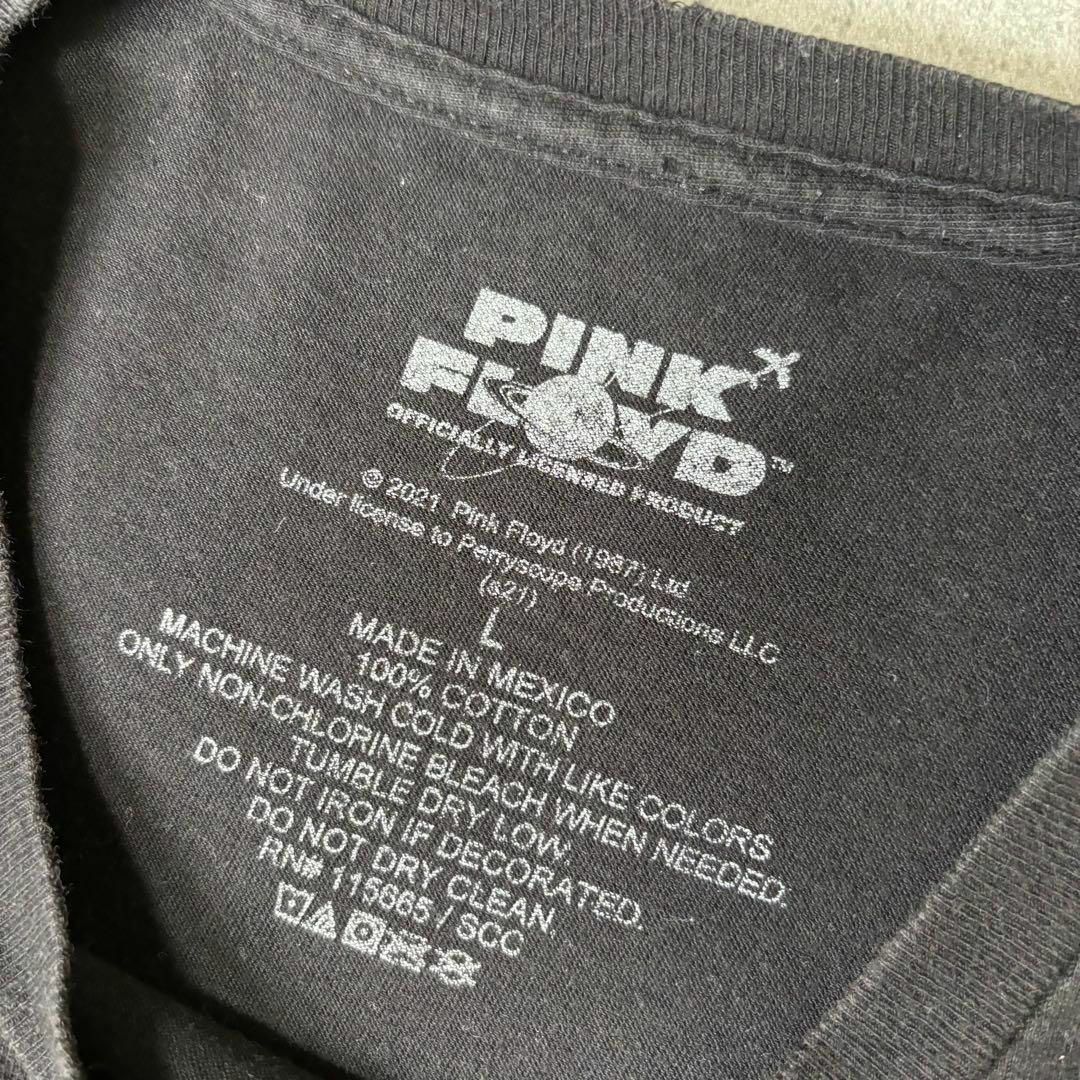 PINK
FLOYD™
OFFICIALLY LICENSED PRODUCT
© 2021 Pink Floyd (1987) Ltd
Under license to Perryscope Productions LLC
(s21)
L
MADE IN MEXICO
100% COTTON
MACHINE WASH COLD WITH LIKE COLORS
ONLY NON-CHLORINE BLEACH WHEN NEEDED.
TUMBLE DRY LOW.
DO NOT IRON IF DECORATED.
DO NOT DRY CLEAN.
RN# 115665 / SCC